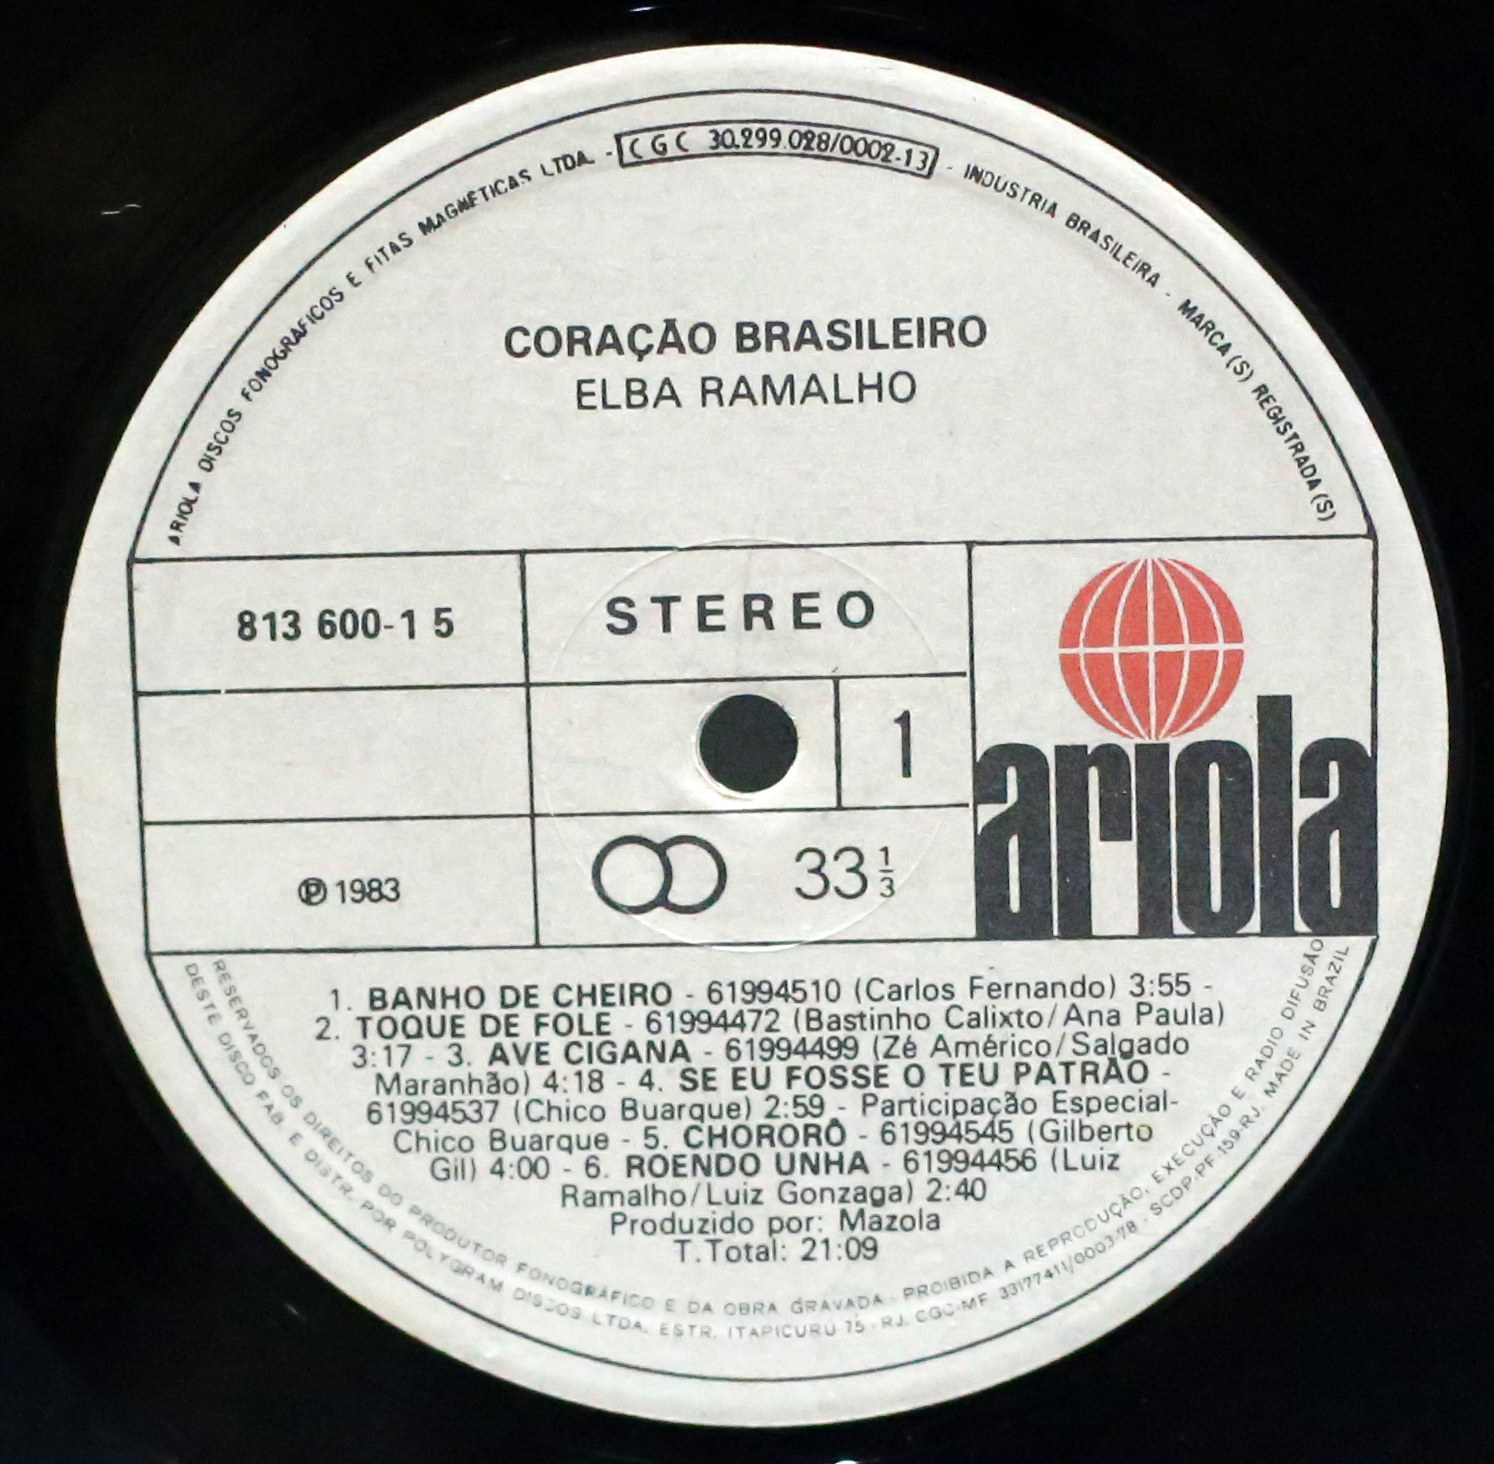 ARIOLA DISCOS FONOGRÁFICOS E FITAS MAGNÉTICAS LTDA. - CGC 30.299.028/0002-13 - INDUSTRIA BRASILEIRA - MARCA (S) REGISTRADA (S)
CORAÇÃO BRASILEIRO
ELBA RAMALHO
813 600-1 5
STEREO
1
ariola
℗ 1983
33 1/3
1. BANHO DE CHEIRO - 61994510 (Carlos Fernando) 3:55 -
2. TOQUE DE FOLE - 61994472 (Bastinho Calixto/Ana Paula)
3:17 - 3. AVE CIGANA - 61994499 (Zé Américo/Salgado
Maranhão) 4:18 - 4. SE EU FOSSE O TEU PATRÃO -
61994537 (Chico Buarque) 2:59 - Participação Especial-
Chico Buarque - 5. CHORORÔ - 61994545 (Gilberto
Gil) 4:00 - 6. ROENDO UNHA - 61994456 (Luiz
Ramalho/Luiz Gonzaga) 2:40
Produzido por: Mazola
T.Total: 21:09
RESERVADOS OS DIREITOS DO PRODUTOR FONOGRÁFICO E DA OBRA GRAVADA - PROIBIDA A REPRODUÇÃO, EXECUÇÃO E RADIO DIFUSÃO
DESTE DISCO FAB. E DISTR. POR POLYGRAM DISCOS LTDA. ESTR. ITAPICURU 75 - RJ. CGC-MF 33177411/0003-78 - SCDP-PF-159-RJ. MADE IN BRAZIL